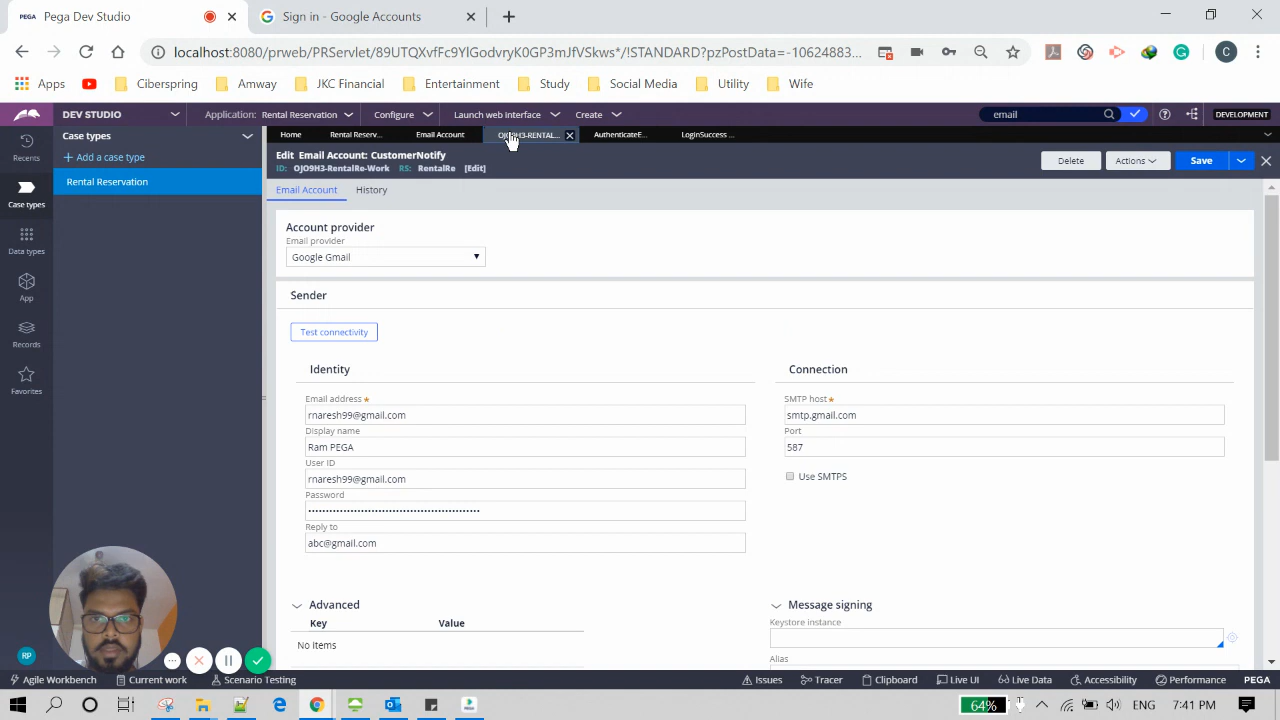 PEGA Pega Dev Studio
G Sign in - Google Accounts
localhost:8080/prweb/PRServlet/89UTQXvfFc9YIGodvryK0GP3mJfVSkws*/!STANDARD?pzPostData=-10624883...
C
Apps Ciberspring Amway JKC Financial Entertainment Study Social Media Utility Wife
DEV STUDIO Application: Rental Reservation Configure Launch web interface Create email DEVELOPMENT
Recents Case types
Home Rental Reserv... Email Account OJO9H3-RENTAL... AuthenticateE... LoginSuccess ...
+ Add a case type
Edit Email Account: CustomerNotify
ID: OJO9H3-RentalRe-Work RS: RentalRe [Edit]
Delete Actions Save
Case types
Rental Reservation
Email Account History
Data types
App
Records
Favorites
Account provider
Email provider
Google Gmail
Sender
Test connectivity
Identity Connection
Email address * SMTP host *
rnaresh99@gmail.com smtp.gmail.com
Display name Port
Ram PEGA 587
User ID
rnaresh99@gmail.com Use SMTPS
Password
Reply to
abc@gmail.com
Advanced Message signing
Key Value Keystore instance
No items
Alias
RP
Agile Workbench Current work Scenario Testing Issues Tracer Clipboard Live UI Live Data Accessibility Performance PEGA
64% 7:41 PM